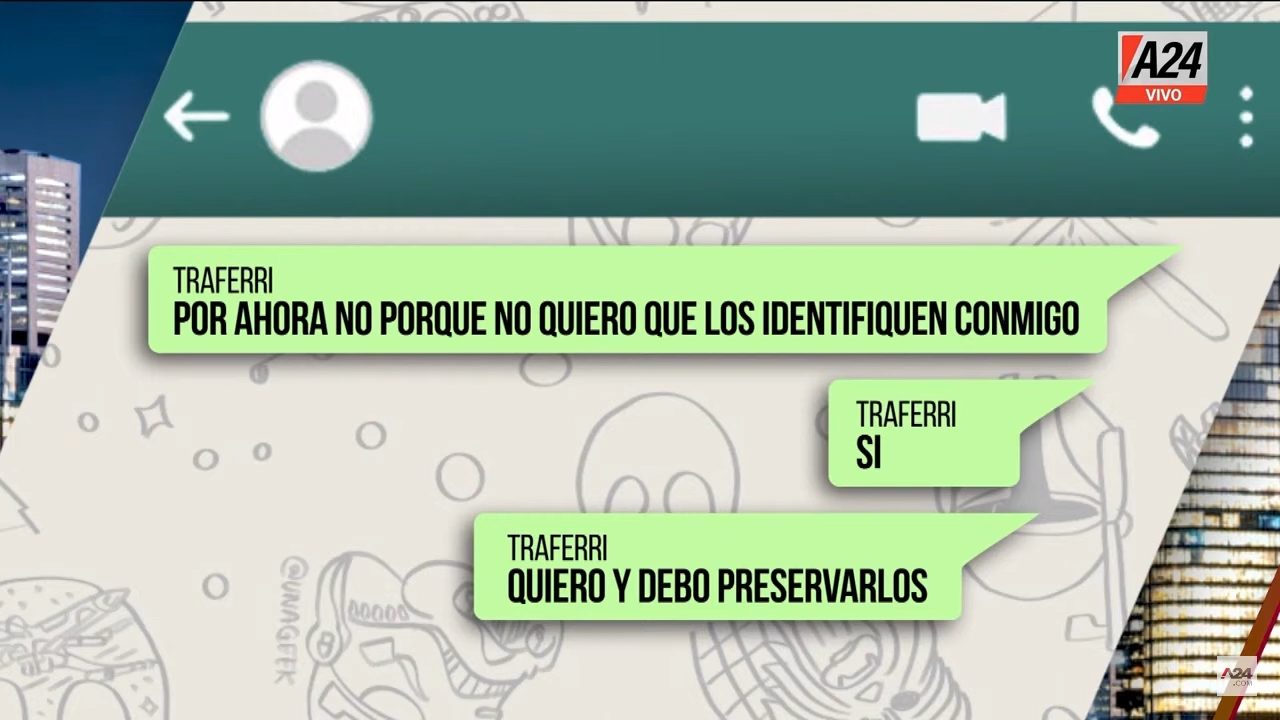 A24
VIVO
TRAFERRI
POR AHORA NO PORQUE NO QUIERO QUE LOS IDENTIFIQUEN CONMIGO
TRAFERRI
SI
TRAFERRI
QUIERO Y DEBO PRESERVARLOS
@UNAGEEK
A24
.COM